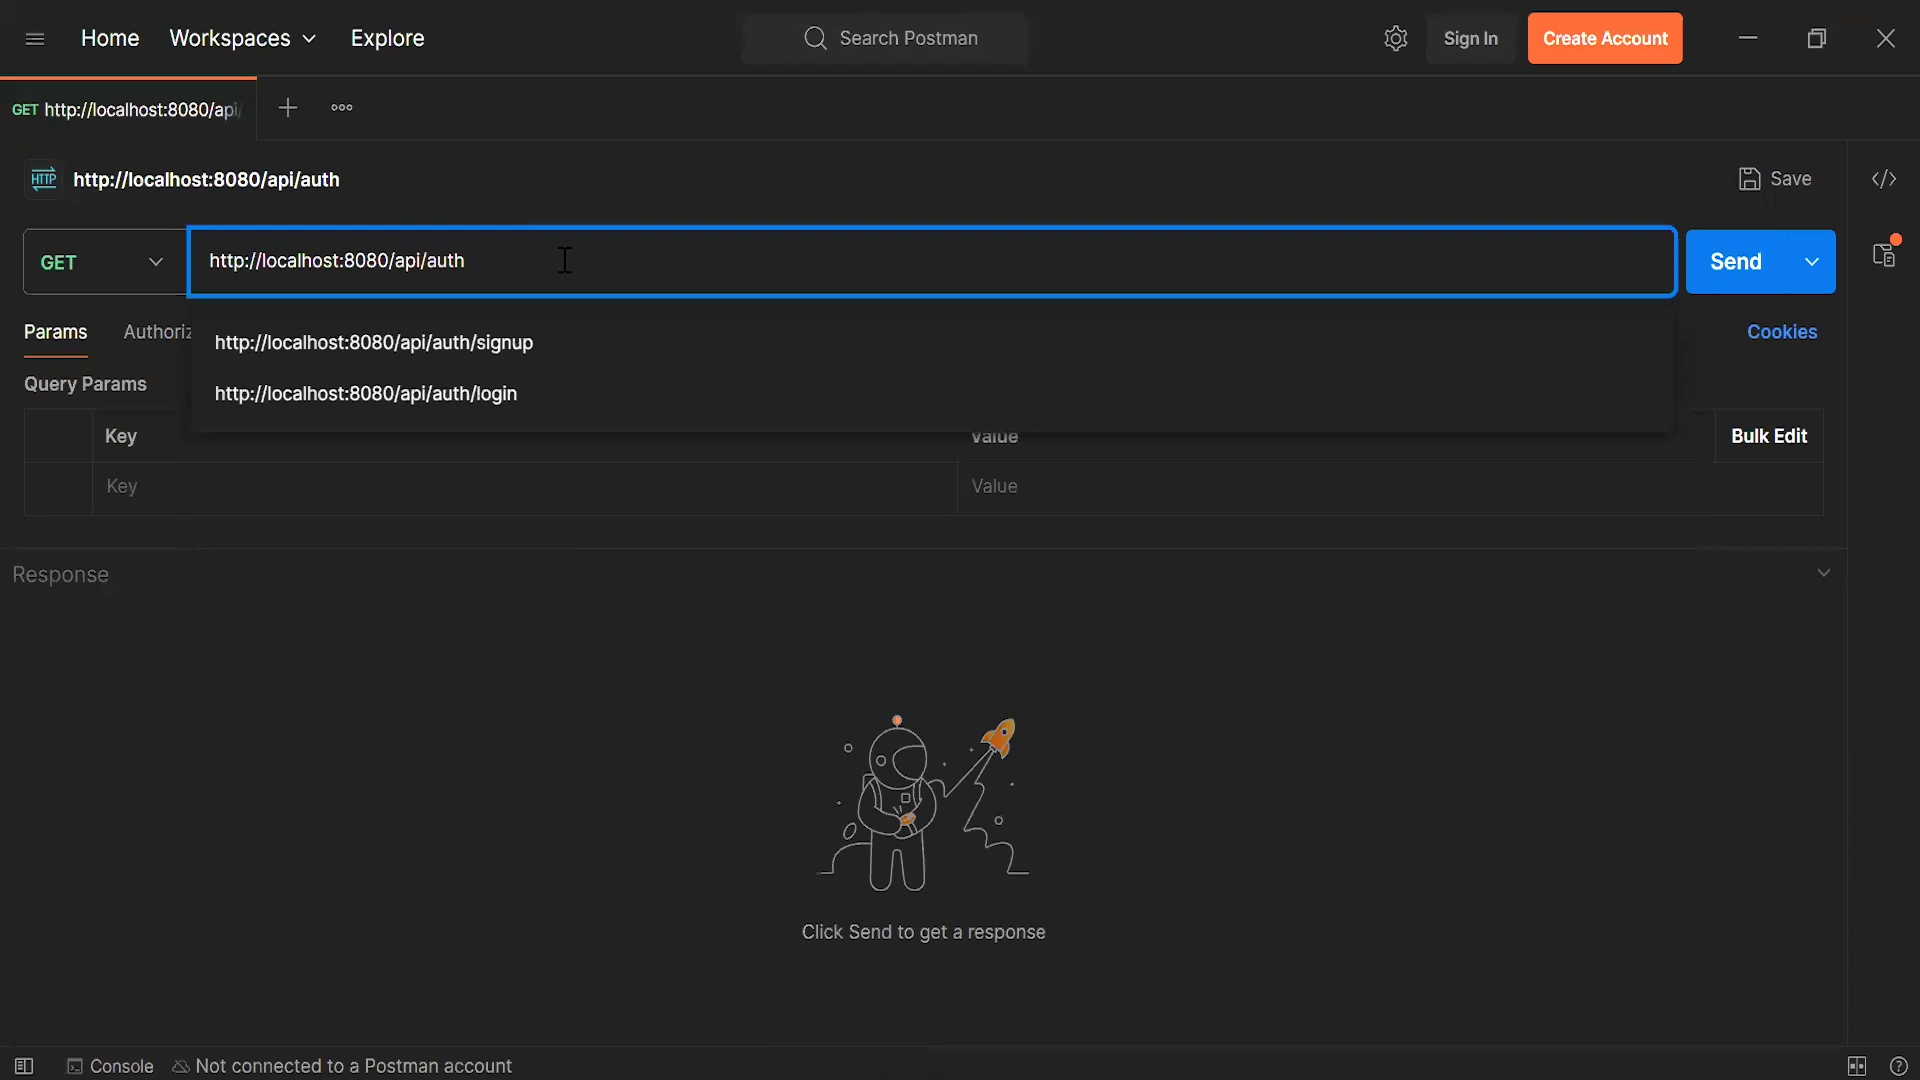 Home Workspaces Explore Search Postman Sign In Create Account
GET http://localhost:8080/api/
HTTP http://localhost:8080/api/auth Save
GET http://localhost:8080/api/auth Send
Params Authoriz Cookies
http://localhost:8080/api/auth/signup
Query Params
http://localhost:8080/api/auth/login
Key Value Bulk Edit
Key Value
Response
Click Send to get a response
Console Not connected to a Postman account